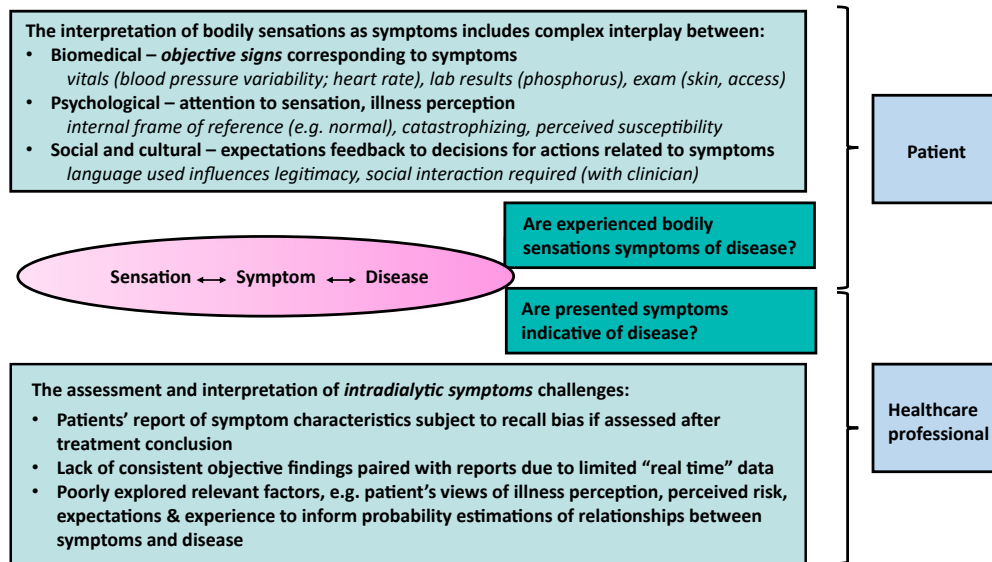 The interpretation of bodily sensations as symptoms includes complex interplay between:
• Biomedical – objective signs corresponding to symptoms
vitals (blood pressure variability; heart rate), lab results (phosphorus), exam (skin, access)
• Psychological – attention to sensation, illness perception
internal frame of reference (e.g. normal), catastrophizing, perceived susceptibility
• Social and cultural – expectations feedback to decisions for actions related to symptoms
language used influences legitimacy, social interaction required (with clinician)
Patient
Are experienced bodily
sensations symptoms of disease?
Sensation ↔ Symptom ↔ Disease
Are presented symptoms
indicative of disease?
The assessment and interpretation of intradialytic symptoms challenges:
• Patients’ report of symptom characteristics subject to recall bias if assessed after
treatment conclusion
• Lack of consistent objective findings paired with reports due to limited “real time” data
• Poorly explored relevant factors, e.g. patient’s views of illness perception, perceived risk,
expectations & experience to inform probability estimations of relationships between
symptoms and disease
Healthcare
professional